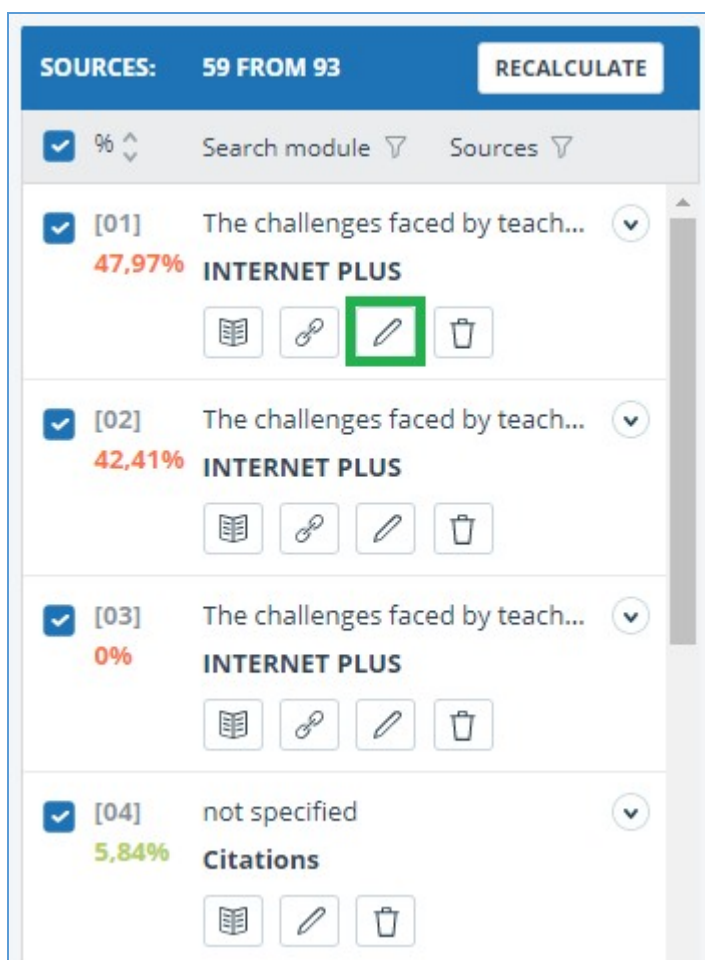 SOURCES: 59 FROM 93 RECALCULATE
% Search module Sources
[01] The challenges faced by teach...
47,97% INTERNET PLUS
[02] The challenges faced by teach...
42,41% INTERNET PLUS
[03] The challenges faced by teach...
0% INTERNET PLUS
[04] not specified
5,84% Citations